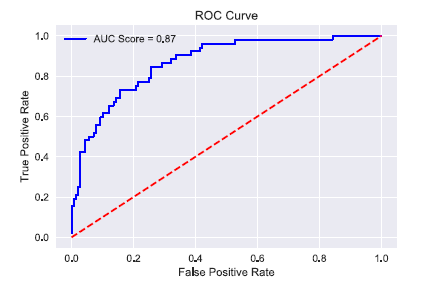 ROC Curve
AUC Score = 0.87
True Positive Rate
1.0
0.8
0.6
0.4
0.2
0.0
0.0 0.2 0.4 0.6 0.8 1.0
False Positive Rate